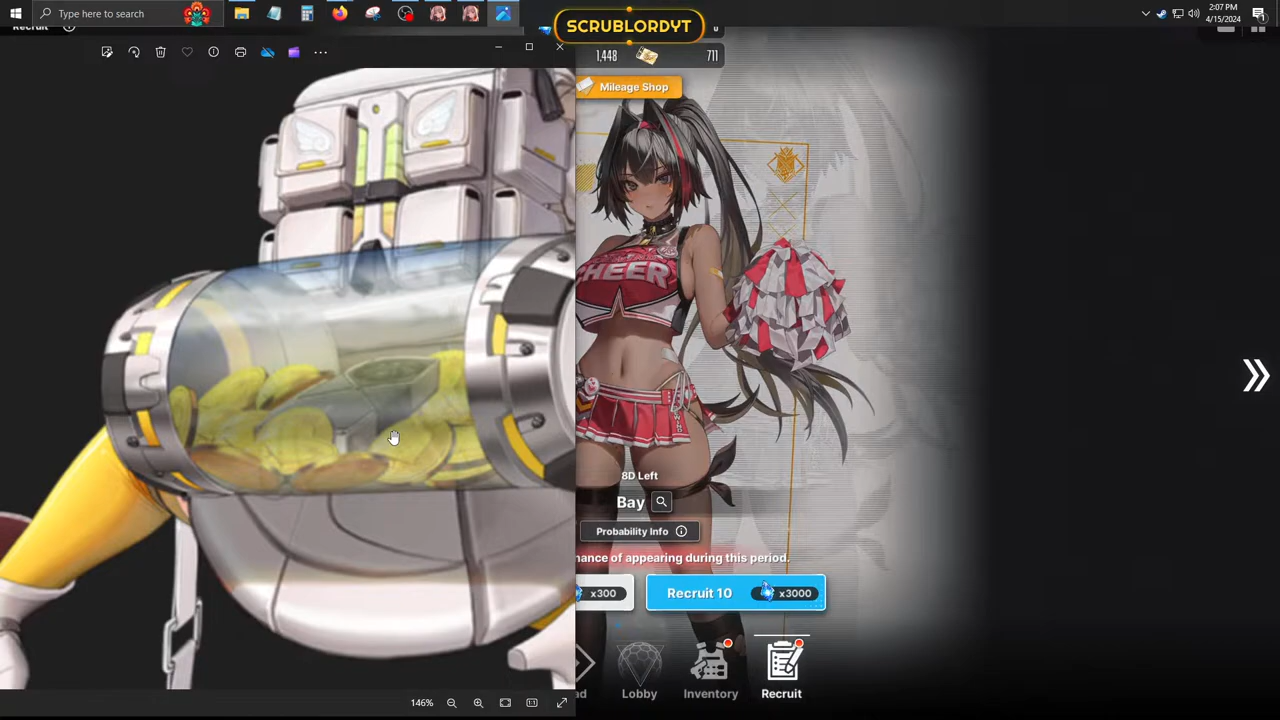 Type here to search
SCRUBLORDYT
2:07 PM
4/15/2024
Recruit
1,448
711
Mileage Shop
CHEER
8D Left
Bay
Probability Info
hance of appearing during this period.
x300
Recruit 10
x3000
ad
Lobby
Inventory
Recruit
146%